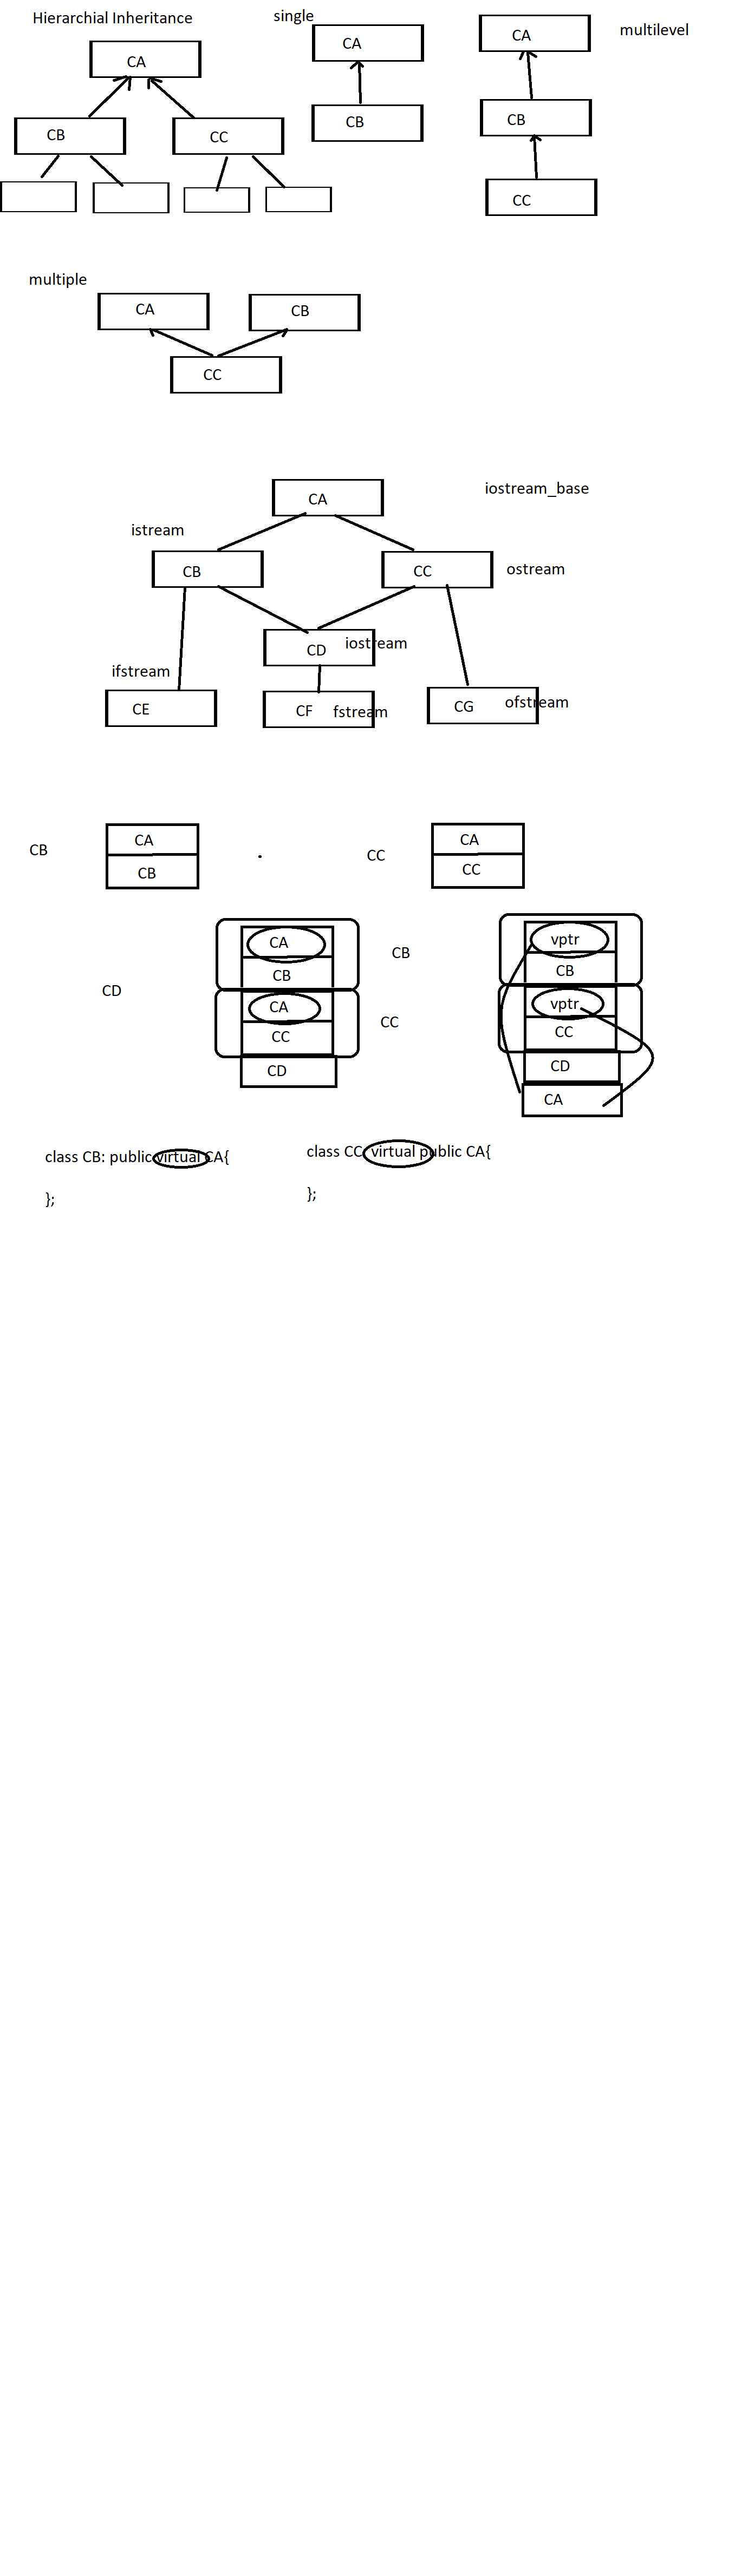 Hierarchial Inheritance
single
multilevel
CA
CA
CA
CB
CC
CB
CB
CC
multiple
CA
CB
CC
CA
iostream_base
istream
CB
CC
ostream
CD
iostream
ifstream
CE
CF
fstream
CG
ofstream
CB
CA
CB
CC
CA
CC
CD
CA
CB
CA
CC
CD
CB
CC
vptr
CB
vptr
CC
CD
CA
class CB: public virtual CA{
};
class CC virtual public CA{
};